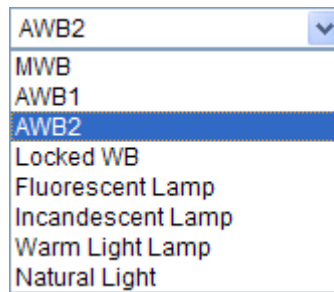 AWB2
MWB
AWB1
AWB2
Locked WB
Fluorescent Lamp
Incandescent Lamp
Warm Light Lamp
Natural Light